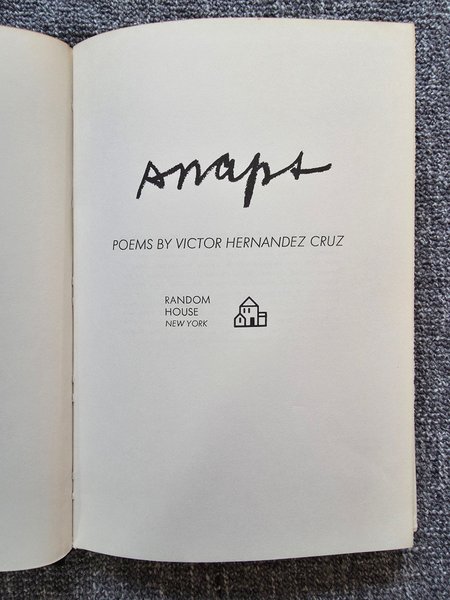 snaps
POEMS BY VICTOR HERNANDEZ CRUZ
RANDOM
HOUSE
NEW YORK